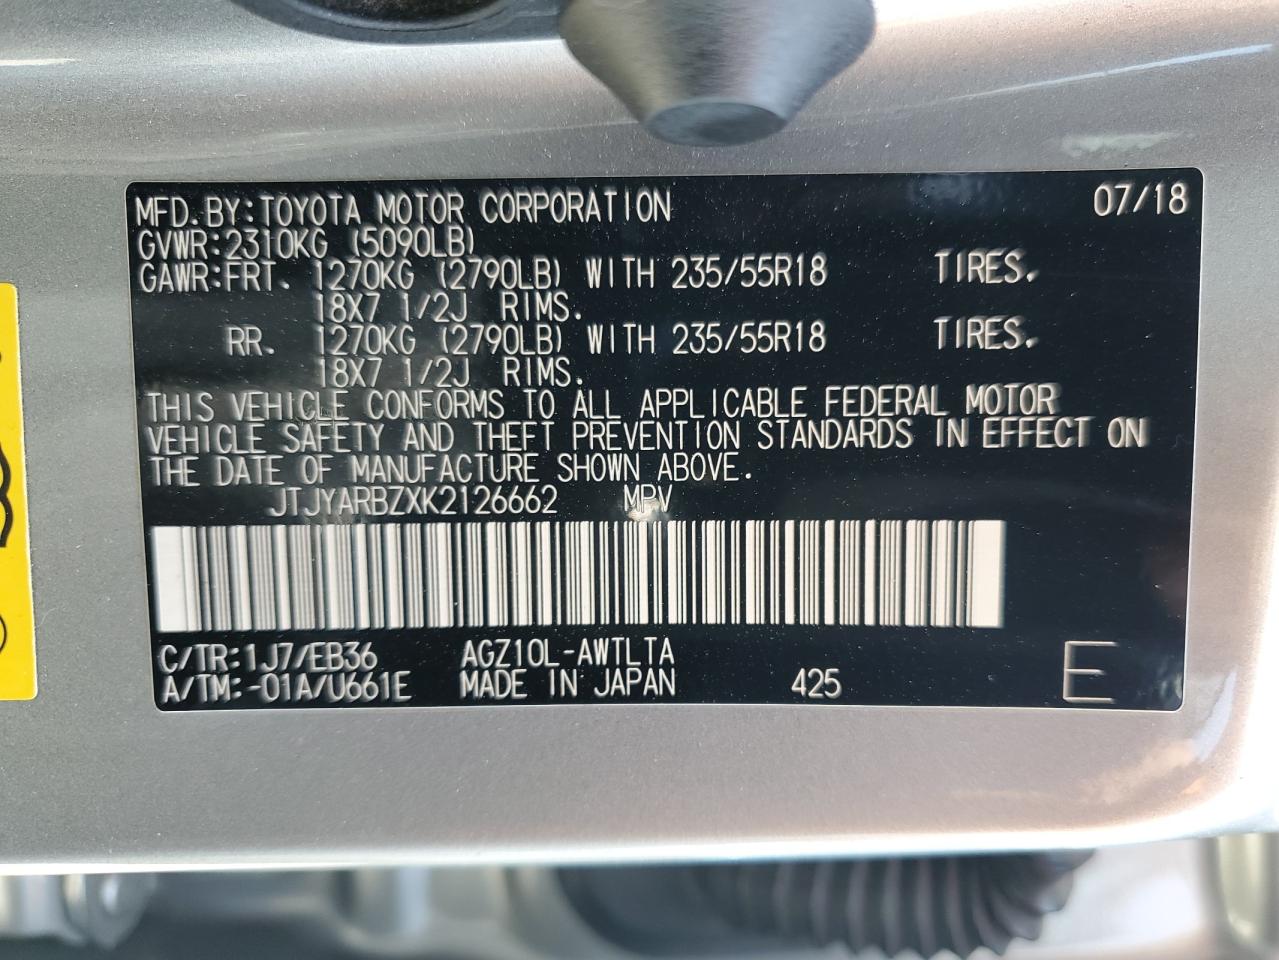 MFD. BY: TOYOTA MOTOR CORPORATION 07/18
GVWR: 2310KG (5090LB)
GAWR: FRT. 1270KG (2790LB) WITH 235/55R18 TIRES.
18X7 1/2J RIMS.
RR. 1270KG (2790LB) WITH 235/55R18 TIRES.
18X7 1/2J RIMS.
THIS VEHICLE CONFORMS TO ALL APPLICABLE FEDERAL MOTOR
VEHICLE SAFETY AND THEFT PREVENTION STANDARDS IN EFFECT ON
THE DATE OF MANUFACTURE SHOWN ABOVE.
JTJYARBZXK2126662 MPV
C/TR: 1J7/EB36 AGZ10L-AWTLTA
A/TM: -01A/U661E MADE IN JAPAN 425 E